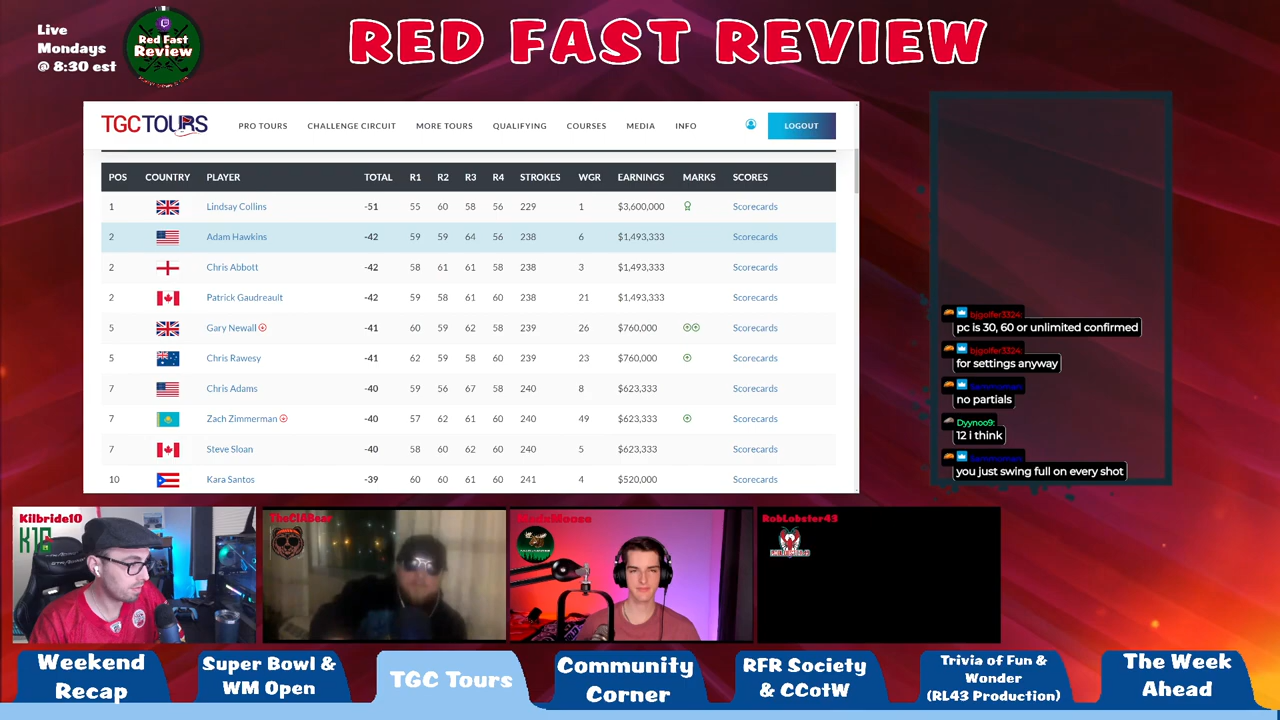 Live
Mondays
@ 8:30 est
Red Fast
Review
RED FAST REVIEW
TGCTOURS
PRO TOURS CHALLENGE CIRCUIT MORE TOURS QUALIFYING COURSES MEDIA INFO LOGOUT
POS COUNTRY PLAYER TOTAL R1 R2 R3 R4 STROKES WGR EARNINGS MARKS SCORES
1 Lindsay Collins -51 55 60 58 56 229 1 $3,600,000 Scorecards
2 Adam Hawkins -42 59 59 64 56 238 6 $1,493,333 Scorecards
2 Chris Abbott -42 58 61 61 58 238 3 $1,493,333 Scorecards
2 Patrick Gaudreault -42 59 58 61 60 238 21 $1,493,333 Scorecards
5 Gary Newall -41 60 59 62 58 239 26 $760,000 Scorecards
5 Chris Rawesy -41 62 59 58 60 239 23 $760,000 Scorecards
7 Chris Adams -40 59 56 67 58 240 8 $623,333 Scorecards
7 Zach Zimmerman -40 57 62 61 60 240 49 $623,333 Scorecards
7 Steve Sloan -40 58 60 62 60 240 5 $623,333 Scorecards
10 Kara Santos -39 60 60 61 60 241 4 $520,000 Scorecards
bjgolfer3324:
pc is 30, 60 or unlimited confirmed
bjgolfer3324:
for settings anyway
no partials
Dyynoo9:
12 i think
you just swing full on every shot
Kilbride10
K10
TheCIABear
RobLobster43
Weekend
Recap
Super Bowl &
WM Open
TGC Tours
Community
Corner
RFR Society
& CCotW
Trivia of Fun &
Wonder
(RL43 Production)
The Week
Ahead